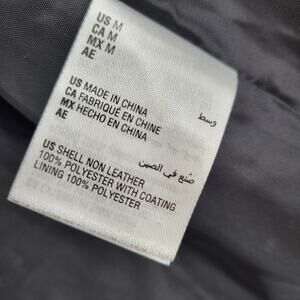 US M
CA M
MX M
AE وسط
US MADE IN CHINA
CA FABRIQUÉ EN CHINE
MX HECHO EN CHINA
AE صنع في الصين
US SHELL NON LEATHER
100% POLYESTER WITH COATING
LINING 100% POLYESTER